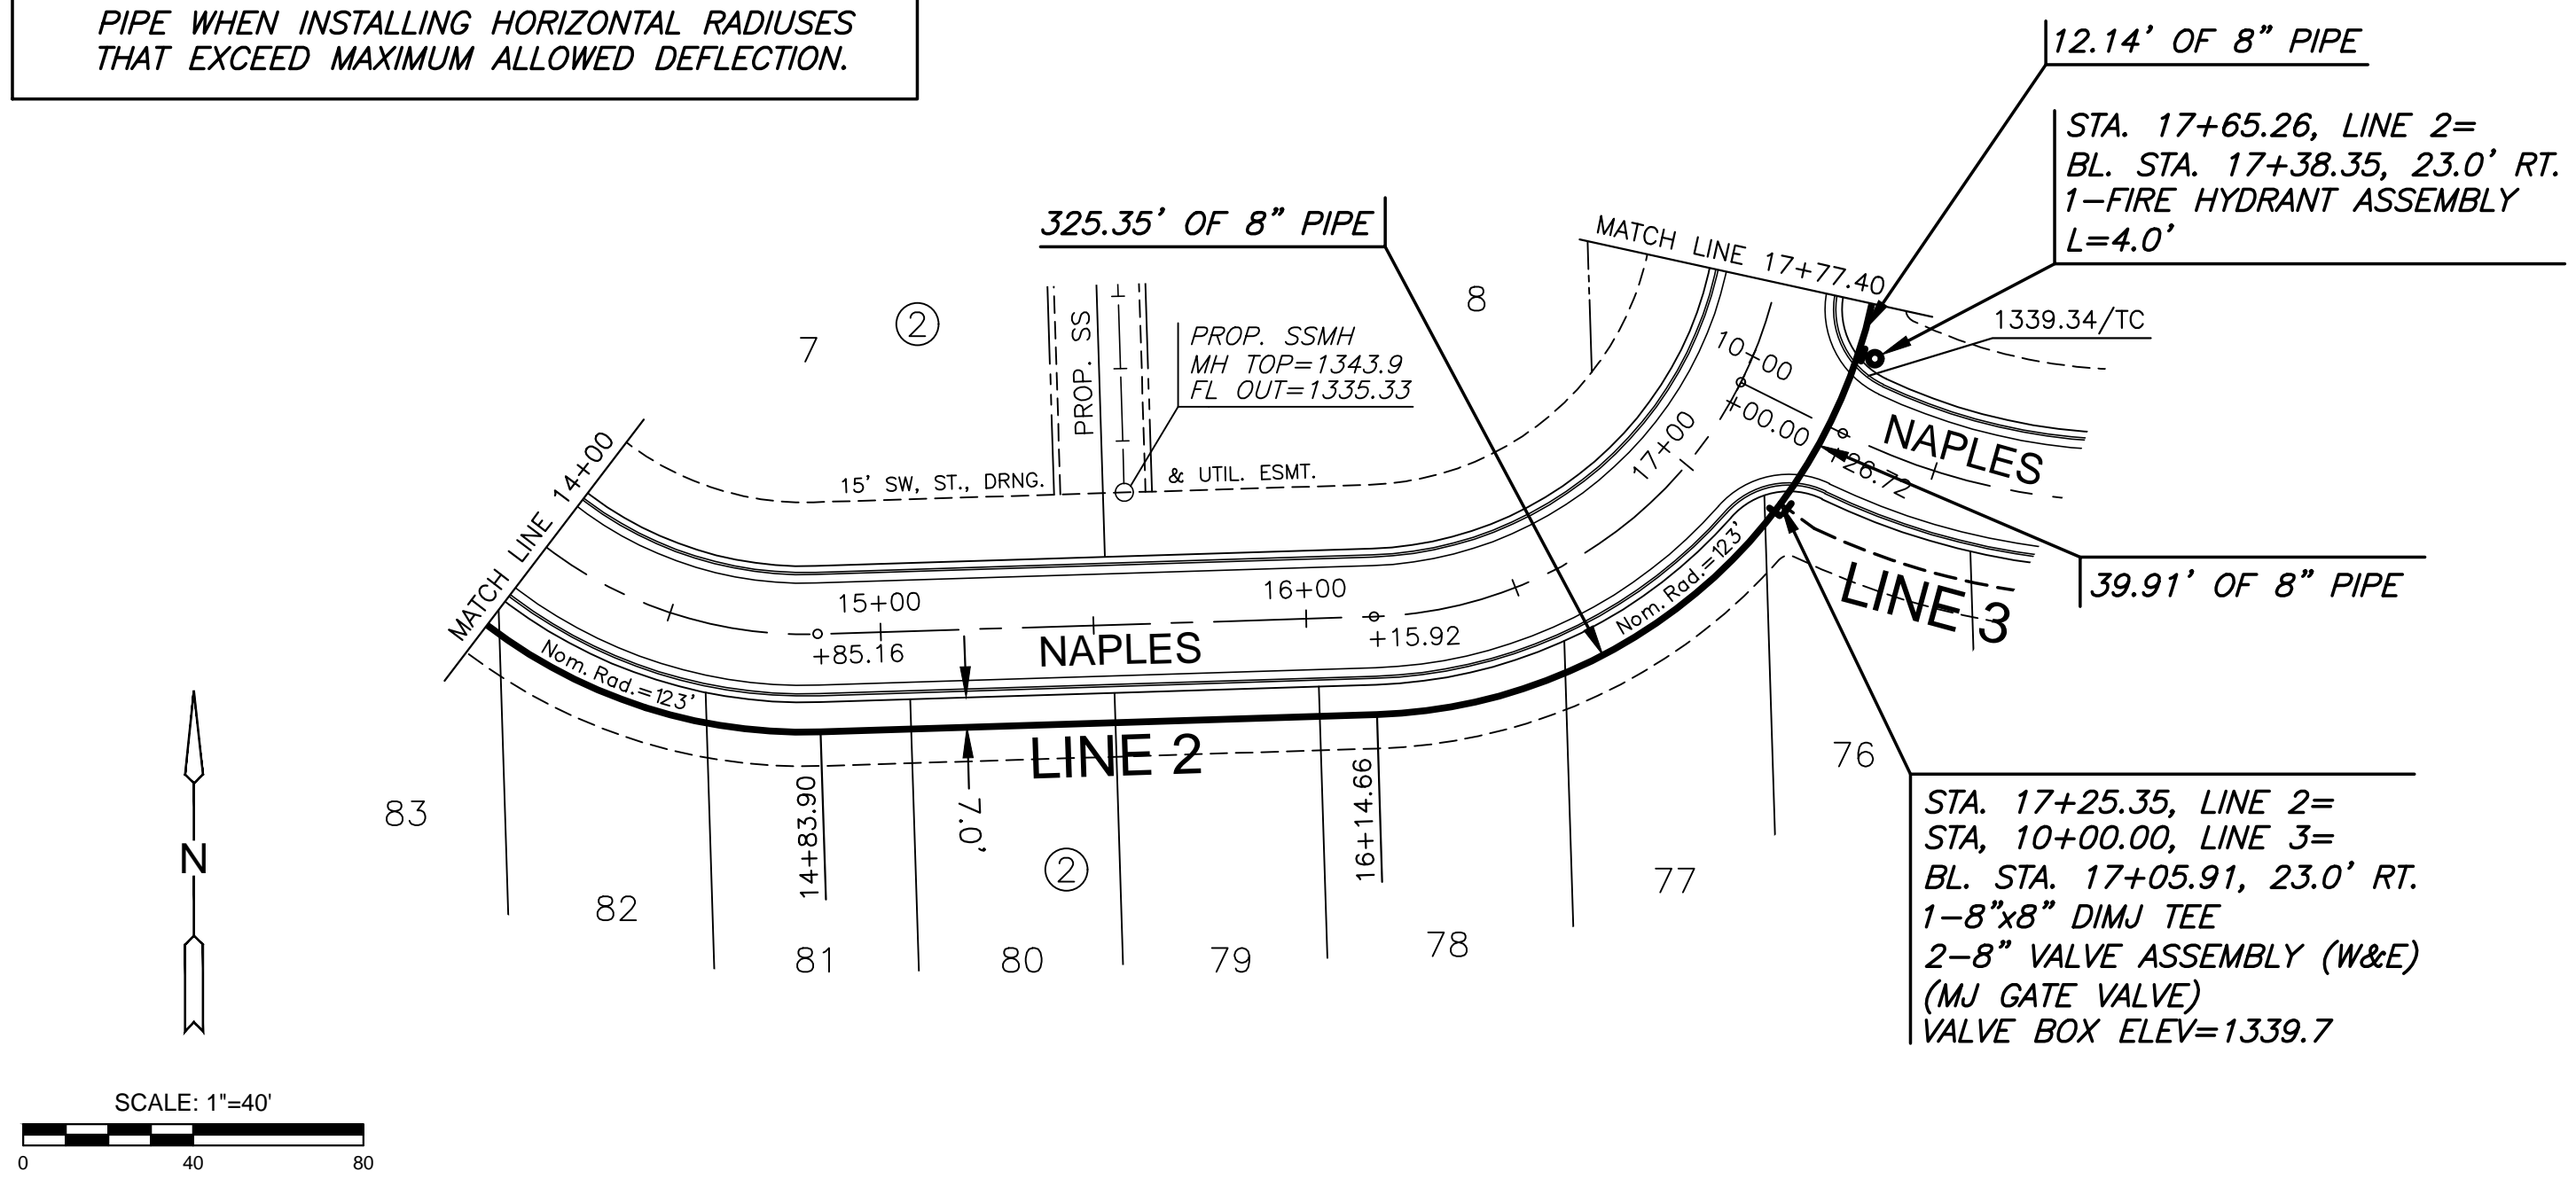 PIPE WHEN INSTALLING HORIZONTAL RADIUSES
THAT EXCEED MAXIMUM ALLOWED DEFLECTION.
12.14' OF 8" PIPE
STA. 17+65.26, LINE 2=
BL. STA. 17+38.35, 23.0' RT.
1-FIRE HYDRANT ASSEMBLY
L=4.0'
325.35' OF 8" PIPE
MATCH LINE 17+77.40
1339.34/TC
8
7
2
PROP. SS
PROP. SSMH
MH TOP=1343.9
FL OUT=1335.33
10+00
+00.00
17+00
+26.72
NAPLES
MATCH LINE 14+00
15' SW, ST., DRNG.
& UTIL. ESMT.
39.91' OF 8" PIPE
LINE 3
15+00
+85.16
16+00
+15.92
NAPLES
Nom. Rad.=123'
Nom. Rad.=123'
LINE 2
14+83.90
7.0'
16+14.66
83
82
81
80
79
78
77
76
2
STA. 17+25.35, LINE 2=
STA, 10+00.00, LINE 3=
BL. STA. 17+05.91, 23.0' RT.
1-8"x8" DIMJ TEE
2-8" VALVE ASSEMBLY (W&E)
(MJ GATE VALVE)
VALVE BOX ELEV=1339.7
N
SCALE: 1"=40'
0 40 80